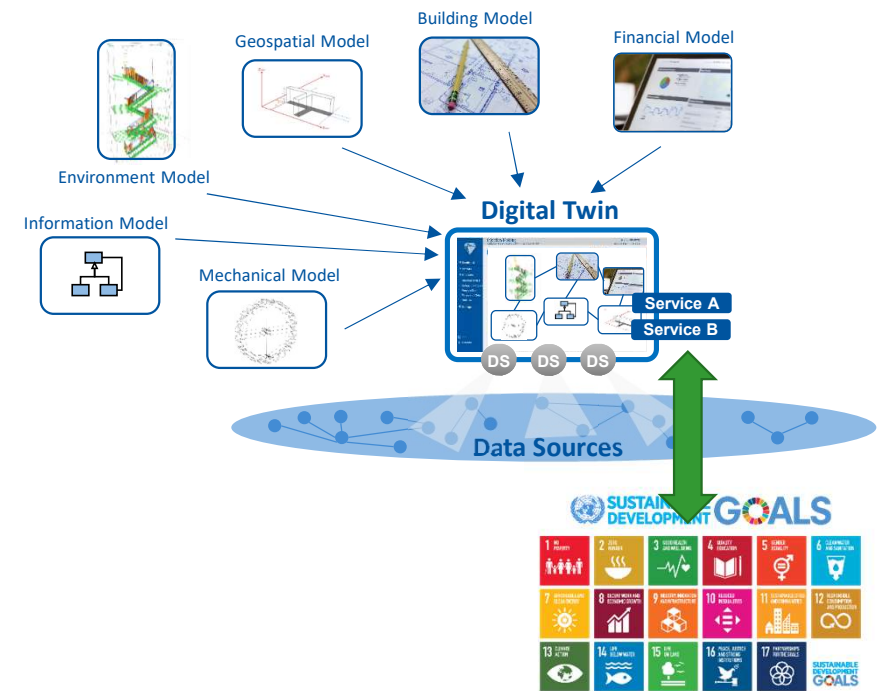 Building Model
Geospatial Model
Financial Model
Environment Model
Digital Twin
Information Model
Mechanical Model
Service A
Service B
DS DS DS
Data Sources
SUSTAINABLE
DEVELOPMENT
GOALS
1 NO
POVERTY
2 ZERO
HUNGER
3 GOOD HEALTH
AND WELL-BEING
4 QUALITY
EDUCATION
5 GENDER
EQUALITY
6 CLEAN WATER
AND SANITATION
7 AFFORDABLE AND
CLEAN ENERGY
8 DECENT WORK AND
ECONOMIC GROWTH
9 INDUSTRY, INNOVATION
AND INFRASTRUCTURE
10 REDUCED
INEQUALITIES
11 SUSTAINABLE CITIES
AND COMMUNITIES
12 RESPONSIBLE
CONSUMPTION
AND PRODUCTION
13 CLIMATE
ACTION
14 LIFE
BELOW WATER
15 LIFE
ON LAND
16 PEACE, JUSTICE
AND STRONG
INSTITUTIONS
17 PARTNERSHIPS
FOR THE GOALS
SUSTAINABLE
DEVELOPMENT
GOALS